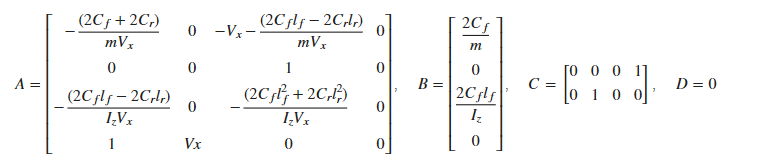 A = [ -(2C_f + 2C_r)/(mV_x)   0   -V_x - (2C_f l_f - 2C_r l_r)/(mV_x)   0
0   0   1   0
-(2C_f l_f - 2C_r l_r)/(I_z V_x)   0   -(2C_f l_f^2 + 2C_r l_r^2)/(I_z V_x)   0
1   Vx   0   0 ],
B = [ 2C_f/m
0
2C_f l_f/I_z
0 ],
C = [ 0 0 0 1
0 1 0 0 ],
D = 0